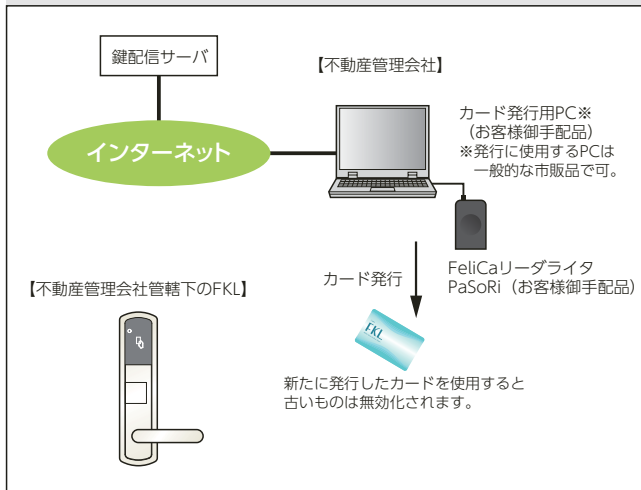 鍵配信サーバ
【不動産管理会社】
インターネット
カード発行用PC※
（お客様御手配品）
※発行に使用するPCは
一般的な市販品で可。
FeliCaリーダライタ
PaSoRi（お客様御手配品）
カード発行
【不動産管理会社管轄下のFKL】
FKL
新たに発行したカードを使用すると
古いものは無効化されます。